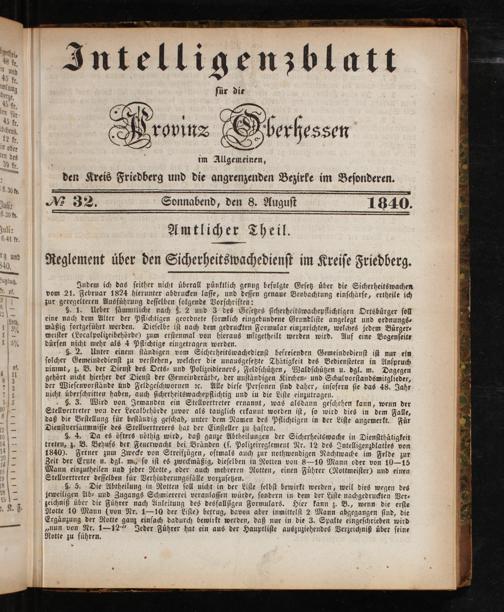 Intelligenzblatt
für die
Provinz Oberhessen
im Allgemeinen,
den Kreis Friedberg und die angrenzenden Bezirke im Besonderen.
№ 32. Sonnabend, den 8. August 1840.
Amtlicher Theil.
Reglement über den Sicherheitswachedienst im Kreise Friedberg.
Indem ich das seither nicht überall pünktlich genug befolgte Gesetz über die Sicherheitswachen
vom 21. Februar 1824 hierunter abdrucken lasse, und dessen genaue Beobachtung einschärfe, ertheile ich
zur geregelteren Ausführung desselben folgende Vorschriften:
§. 1. Ueber sämmtliche nach §. 2 und 3 des Gesetzes sicherheitswachepflichtigen Ortsbürger soll
eine nach dem Alter der Pflichtigen geordnete einzugebundene Grundliste angelegt und ordnungs-
mäßig fortgeführt werden. Dieselbe ist nach dem gedruckten Formular einzurichten, welches jedem Bürger-
meister (Localpolizeibehörde) zum erstenmal von hieraus mitgetheilt werden wird. Auf eine Bogenseite
dürfen nicht mehr als 4 Pflichtige eingetragen werden.
§. 2. Unter einem ständigen vom Sicherheitswachedienst befreienden Gemeindedienst ist nur ein
solcher Gemeindedienst zu verstehen, welcher die unausgesetzte Thätigkeit des Bediensteten in Anspruch
nimmt, z. B. der Dienst des Orts- und Polizeidieners, Feldschützen, Waldschützen u. dgl. m. Dagegen
gehört nicht hierher der Dienst der Gemeinderäthe, der unständigen Kirchen- und Schulvorstandsmitglieder,
der Wiesenvorstände und Feldgeschwornen. Alle diese Personen sind daher, insofern sie das 48. Jahr
nicht überschritten haben, auch sicherheitswachepflichtig und in die Liste einzutragen.
§. 3. Wird von Jemanden ein Stellvertreter ernannt, was alsdann geschehen kann, wenn der
Stellvertreter von der Localbehörde zuvor als tauglich erkannt worden ist, so wird dies in dem Falle,
daß die Bestellung für beständig geschah, unter dem Namen des Pflichtigen in der Liste angemerkt. Für
Dienstversäumnisse des Stellvertreters hat der Einsteller zu haften.
§. 4. Da es öfters nöthig wird, daß ganze Abtheilungen der Sicherheitswache in Dienstthätigkeit
treten, z. B. Behufs der Feuerwacht, als bei Bränden (s. Polizeireglement Nr. 12 des Intelligenzblattes von
1840). Ferner zum Zwecke von Streifzügen, oftmals auch zur nothwendigen Nachtwache im Felde zur
Zeit der Ernte u. dgl. m., so ist es zweckmäßig, dieselben in Rotten von 8—10 Mann oder von 10—15
Mann einzutheilen und jeder Rotte, oder auch mehreren Rotten, einen Führer (Rottmeister) und einen
Stellvertreter desselben für Verhinderungsfälle vorzusetzen.
§. 5. Die Abtheilung in Rotten soll nicht in der Liste selbst bewirkt werden, weil dies wegen des
jeweiligen Ab- und Zugangs Schmiererei veranlassen würde, sondern in dem der Liste nachgedruckten Ver-
zeichniß über die Führer nach Anleitung des desfallsigen Formulars. Hier kann z. B., wenn die erste
Rotte 10 Mann (von Nr. 1—10 der Liste) betrug, davon aber inmittelst 2 Mann abgegangen sind, die
Ergänzung der Rotte ganz einfach dadurch bewirkt werden, daß nur in die 3. Spalte eingeschrieben wird
„nun von Nr. 1—12" Jeder Führer hat ein aus der Hauptliste auszuziehendes Verzeichniß über seine
Rotte zu führen.